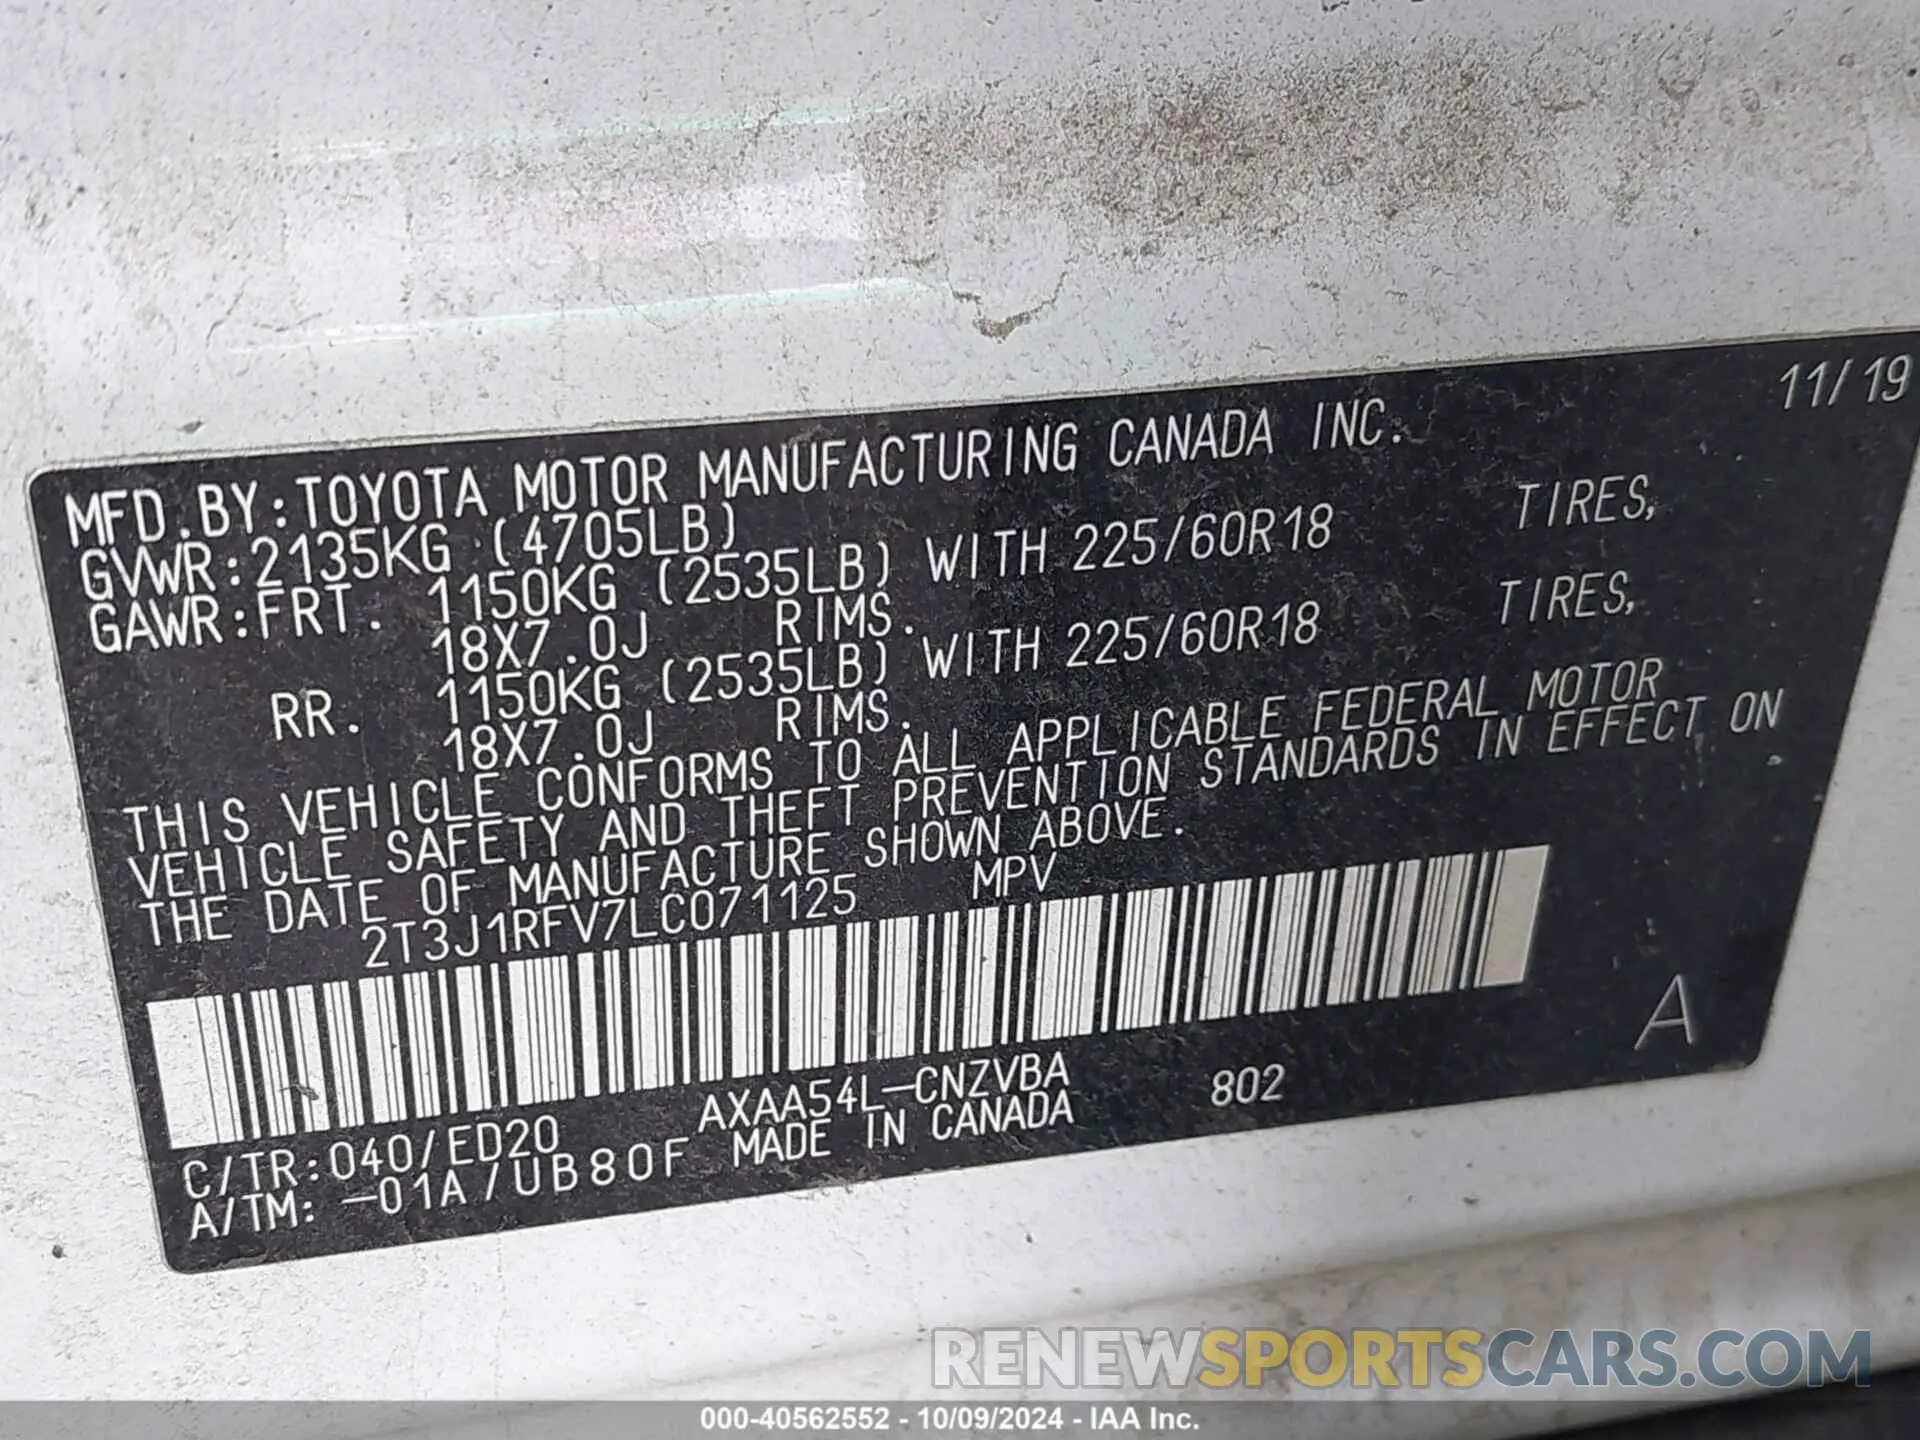 11/19
MFD.BY:TOYOTA MOTOR MANUFACTURING CANADA INC.
GVWR:2135KG (4705LB)
GAWR:FRT. 1150KG (2535LB) WITH 225/60R18 TIRES,
18X7.0J RIMS.
RR. 1150KG (2535LB) WITH 225/60R18 TIRES,
18X7.0J RIMS.
THIS VEHICLE CONFORMS TO ALL APPLICABLE FEDERAL MOTOR
VEHICLE SAFETY AND THEFT PREVENTION STANDARDS IN EFFECT ON
THE DATE OF MANUFACTURE SHOWN ABOVE.
2T3J1RFV7LC071125 MPV
A
AXAA54L-CNZVBA 802
C/TR:040/ED20 MADE IN CANADA
A/TM: -01A/UB80F
RENEWSPORTSCARS.COM
000-40562552 - 10/09/2024 - IAA Inc.